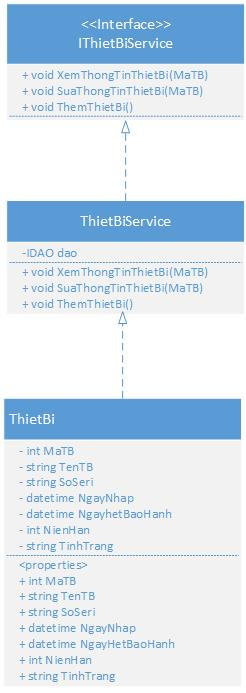 <<Interface>>
IThietBiService
+ void XemThongTinThietBi(MaTB)
+ void SuaThongTinThietBi(MaTB)
+ void ThemThietBi()
ThietBiService
-IDAO dao
+ void XemThongTinThietBi(MaTB)
+ void SuaThongTinThietBi(MaTB)
+ void ThemThietBi()
ThietBi
- int MaTB
- string TenTB
- string SoSeri
- datetime NgayNhap
- datetime NgayhetBaoHanh
- int NienHan
- string TinhTrang
<properties>
+ int MaTB
+ string TenTB
+ string SoSeri
+ datetime NgayNhap
+ datetime NgayHetBaoHanh
+ int NienHan
+ string TinhTrang